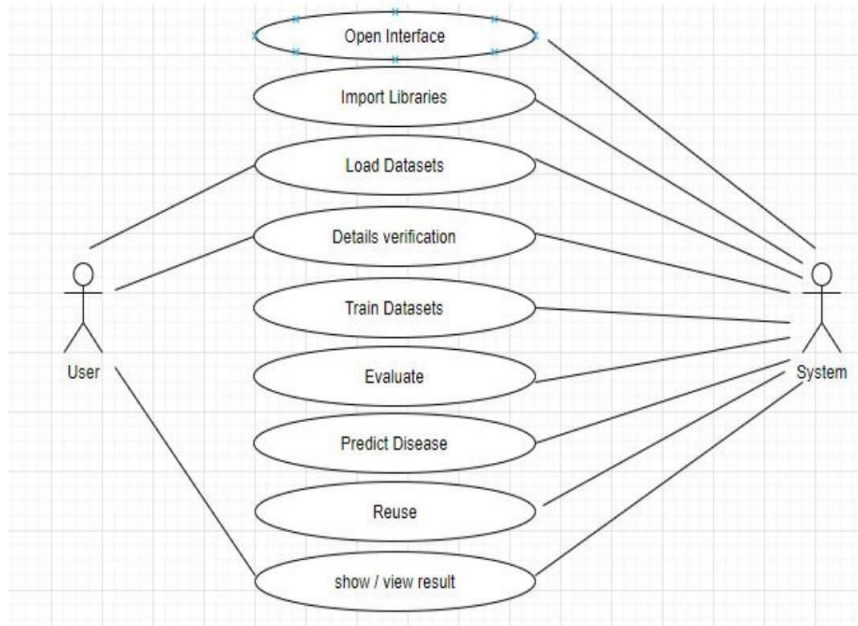 Open Interface
Import Libraries
Load Datasets
Details verification
Train Datasets
Evaluate
User
System
Predict Disease
Reuse
show / view result